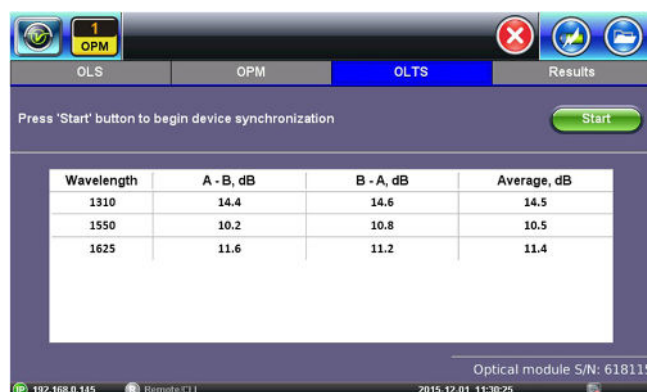 1
OPM
OLS OPM OLTS Results
Press 'Start' button to begin device synchronization Start
Wavelength A - B, dB B - A, dB Average, dB
1310 14.4 14.6 14.5
1550 10.2 10.8 10.5
1625 11.6 11.2 11.4
Optical module S/N: 618115
IP 192.168.0.145 R Remote/CLI 2015-12-01 11:30:25